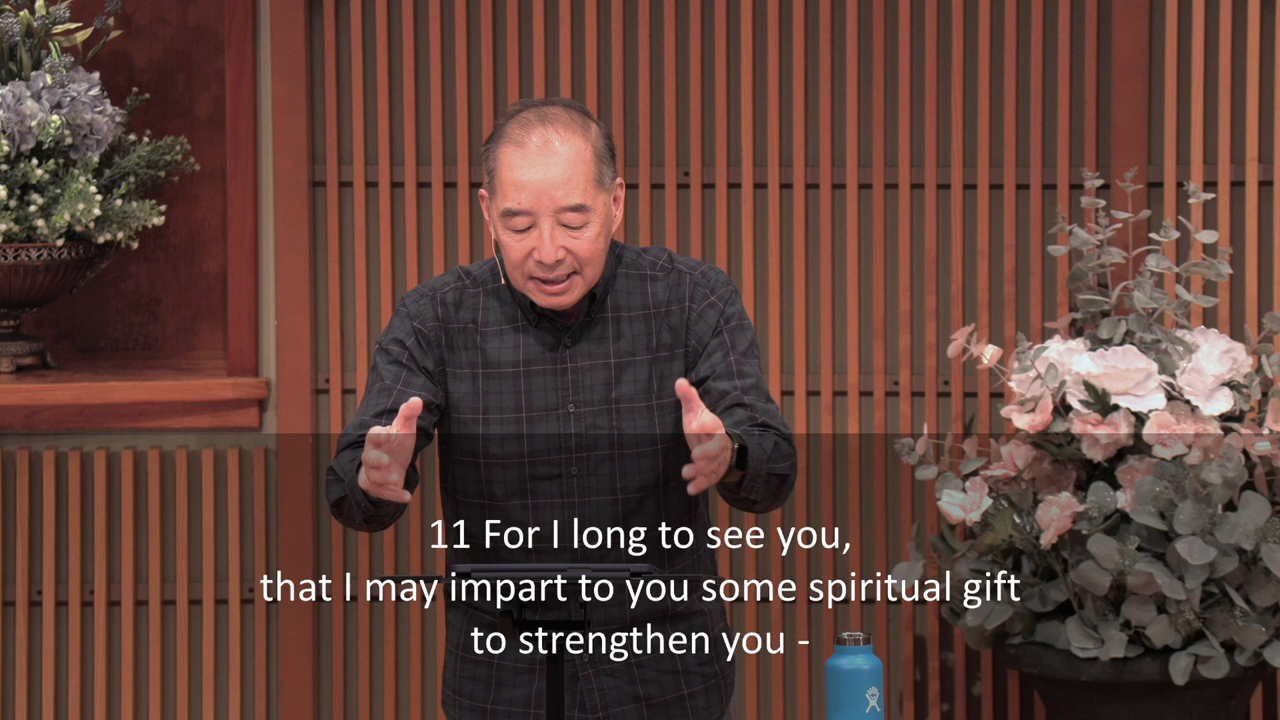 11 For I long to see you,
that I may impart to you some spiritual gift
to strengthen you -